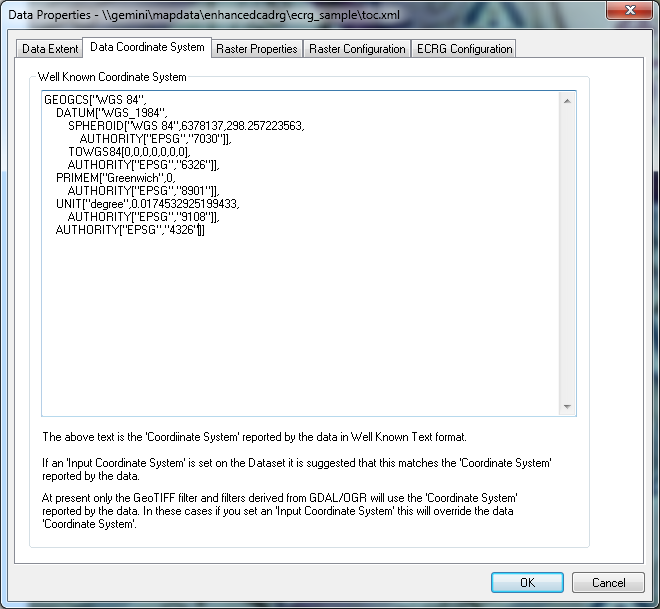 Data Properties - \\gemini\mapdata\enhancedcadrg\ecrg_sample\toc.xml
Data Extent
Data Coordinate System
Raster Properties
Raster Configuration
ECRG Configuration
Well Known Coordinate System
GEOGCS["WGS 84",
DATUM["WGS_1984",
SPHEROID["WGS 84",6378137,298.257223563,
AUTHORITY["EPSG","7030"]],
TOWGS84[0,0,0,0,0,0,0],
AUTHORITY["EPSG","6326"]],
PRIMEM["Greenwich",0,
AUTHORITY["EPSG","8901"]],
UNIT["degree",0.0174532925199433,
AUTHORITY["EPSG","9108"]],
AUTHORITY["EPSG","4326"]]
The above text is the 'Coordiinate System' reported by the data in Well Known Text format.
If an 'Input Coordinate System' is set on the Dataset it is suggested that this matches the 'Coordinate System'
reported by the data.
At present only the GeoTIFF filter and filters derived from GDAL/OGR will use the 'Coordinate System'
reported by the data. In these cases if you set an 'Input Coordinate System' this will override the data
'Coordinate System'.
OK
Cancel